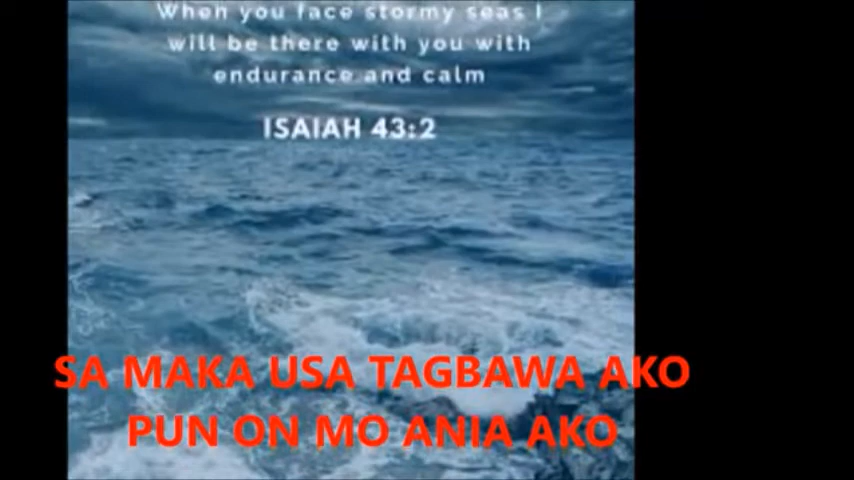 When you face stormy seas I
will be there with you with
endurance and calm
ISAIAH 43:2
SA MAKA USA TAGBAWA AKO
PUN ON MO ANIA AKO